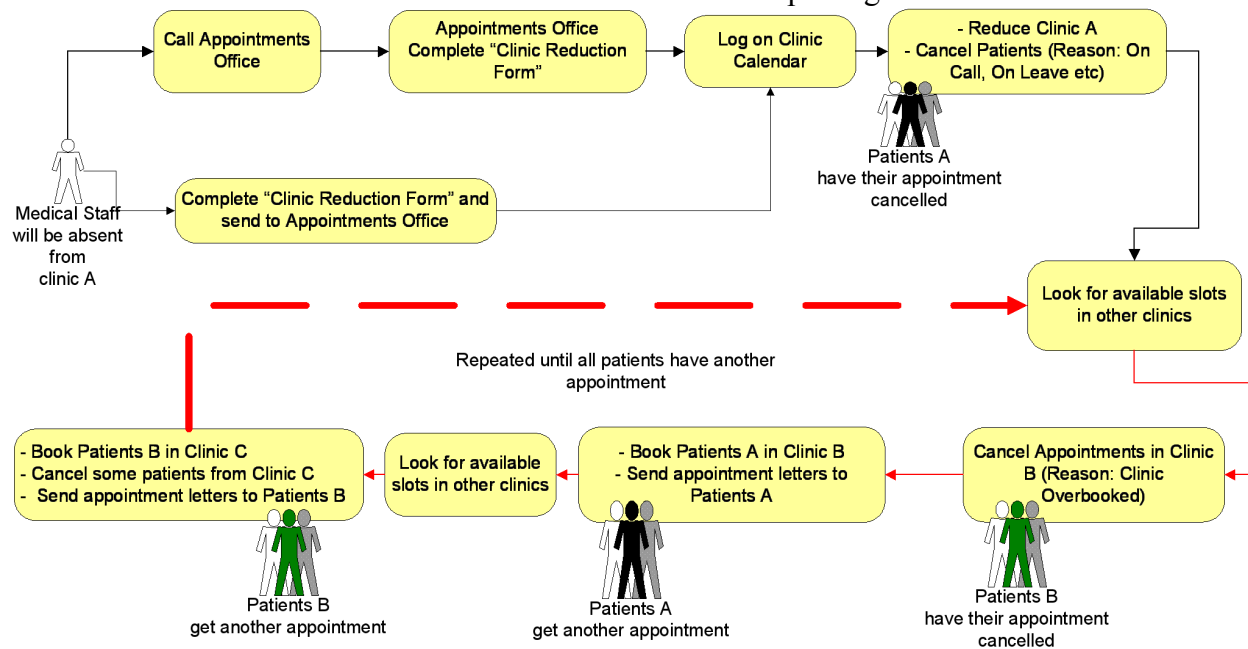 Call Appointments
Office
Appointments Office
Complete “Clinic Reduction
Form”
Log on Clinic
Calendar
- Reduce Clinic A
- Cancel Patients (Reason: On
Call, On Leave etc)
Patients A
have their appointment
cancelled
Medical Staff
will be absent
from
clinic A
Complete “Clinic Reduction Form” and
send to Appointments Office
Look for available slots
in other clinics
Repeated until all patients have another
appointment
- Book Patients B in Clinic C
- Cancel some patients from Clinic C
- Send appointment letters to Patients B
Look for available
slots in other clinics
- Book Patients A in Clinic B
- Send appointment letters to
Patients A
Cancel Appointments in Clinic
B (Reason: Clinic
Overbooked)
Patients B
get another appointment
Patients A
get another appointment
Patients B
have their appointment
cancelled